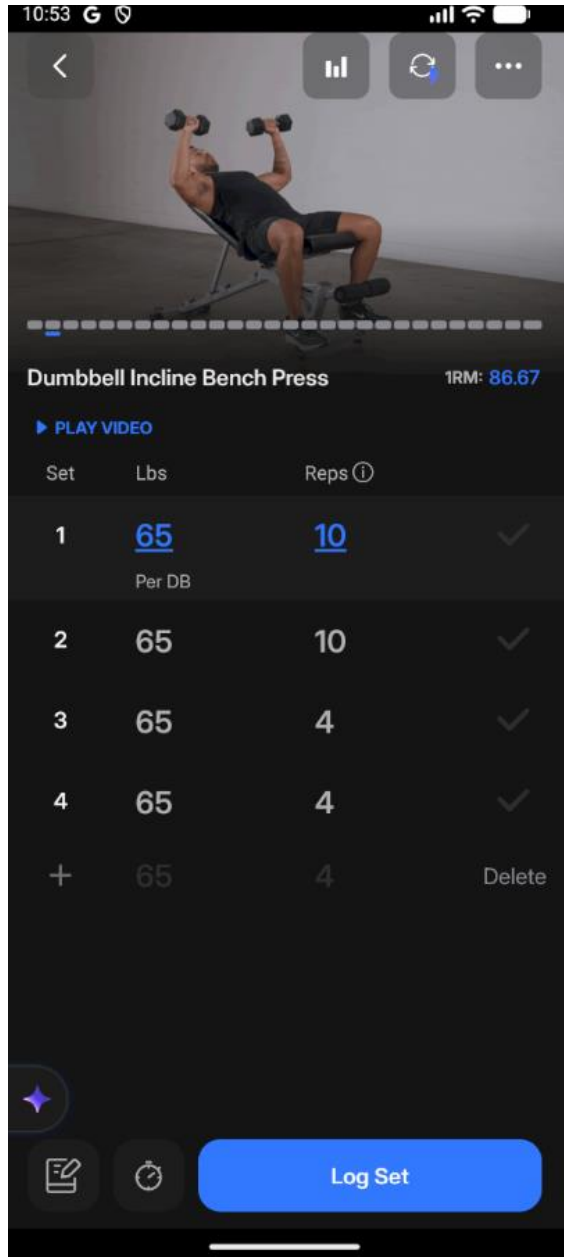 10:53 G
Dumbbell Incline Bench Press 1RM: 86.67
PLAY VIDEO
Set Lbs Reps
1 65 10
Per DB
2 65 10
3 65 4
4 65 4
+ 65 4 Delete
Log Set